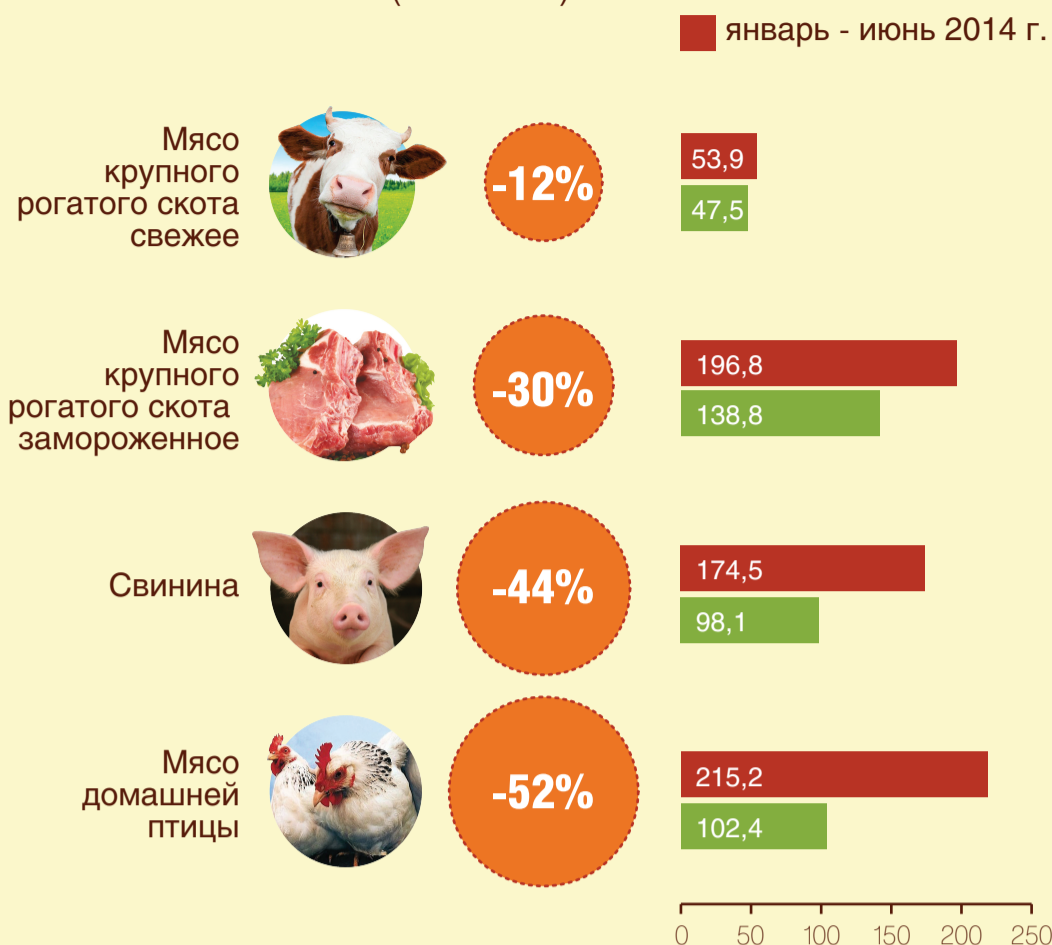 январь - июнь 2014 г.
Мясо
крупного
рогатого скота
свежее
-12%
53,9
47,5
Мясо
крупного
рогатого скота
замороженное
-30%
196,8
138,8
Свинина
-44%
174,5
98,1
Мясо
домашней
птицы
-52%
215,2
102,4
0 50 100 150 200 250